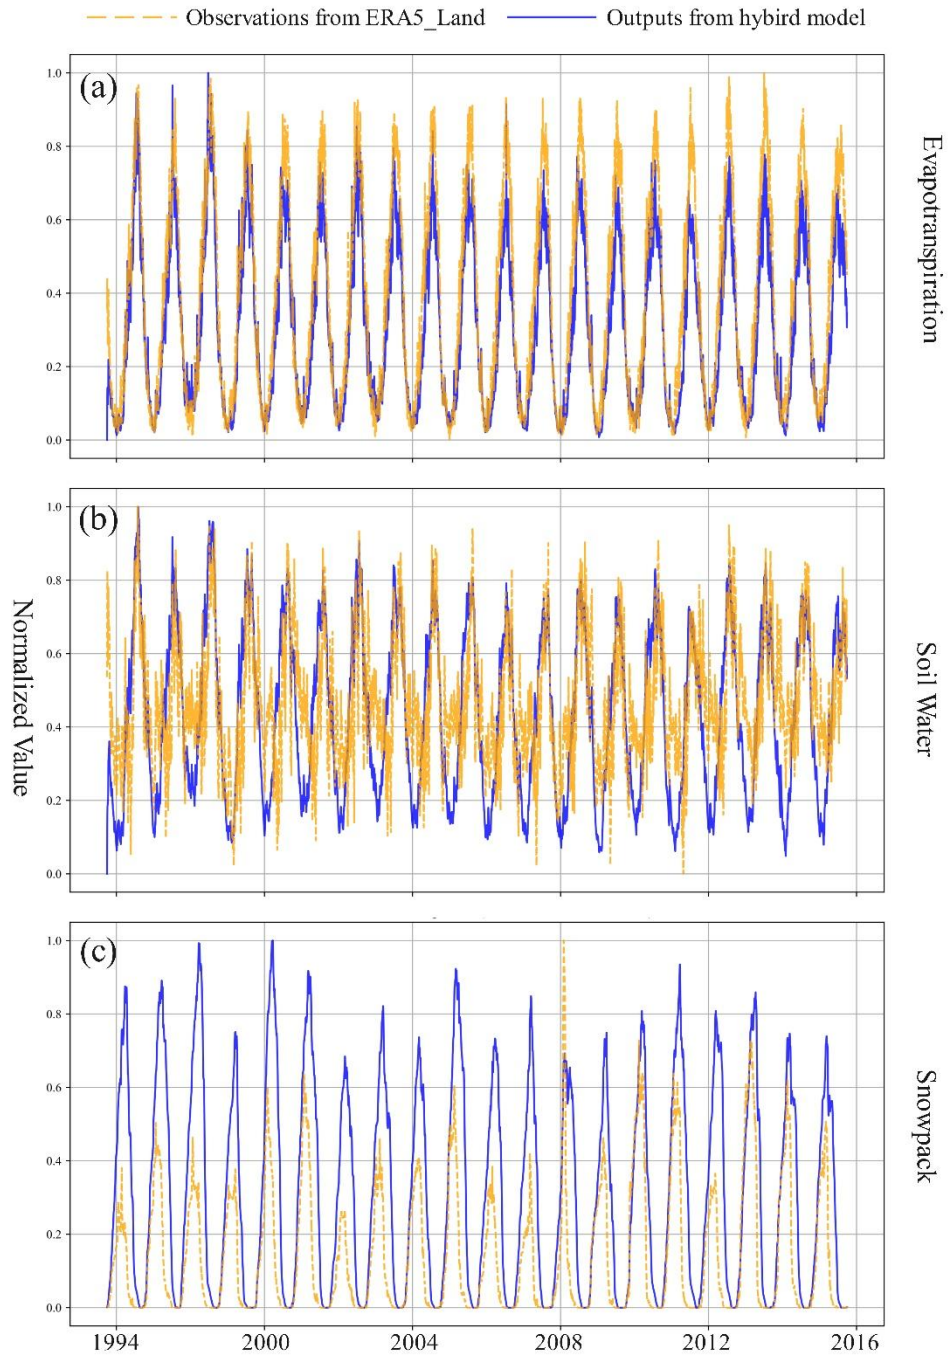 Observations from ERA5_Land
Outputs from hybird model
(a)
1.0
0.8
0.6
0.4
0.2
0.0
Evapotranspiration
(b)
1.0
0.8
0.6
0.4
0.2
0.0
Normalized Value
Soil Water
(c)
1.0
0.8
0.6
0.4
0.2
0.0
Snowpack
1994
2000
2004
2008
2012
2016